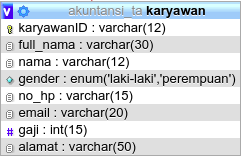 v akuntansi_ta karyawan
karyawanID : varchar(12)
full_nama : varchar(30)
nama : varchar(12)
gender : enum('laki-laki','perempuan')
no_hp : varchar(15)
email : varchar(20)
# gaji : int(15)
alamat : varchar(50)